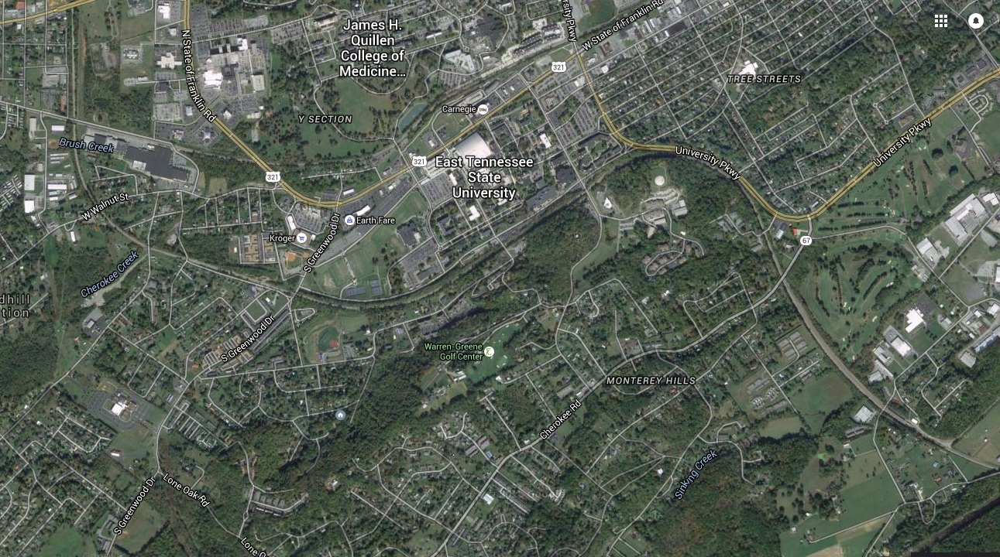 James H.
Quillen
College of
Medicine...
N State of Franklin Rd
University Pkwy
W State of Franklin Rd
321
TREE STREETS
Carnegie
Y SECTION
Brush Creek
321
321
East Tennessee
State
University
University Pkwy
University Pkwy
W Walnut St
Earth Fare
Kroger
S Greenwood Dr
67
Cherokee Creek
dhill
tion
S Greenwood Dr
Warren-Greene
Golf Center
MONTEREY HILLS
Cherokee Rd
Sinking Creek
S Greenwood Dr
Lone Oak Rd
Lone O